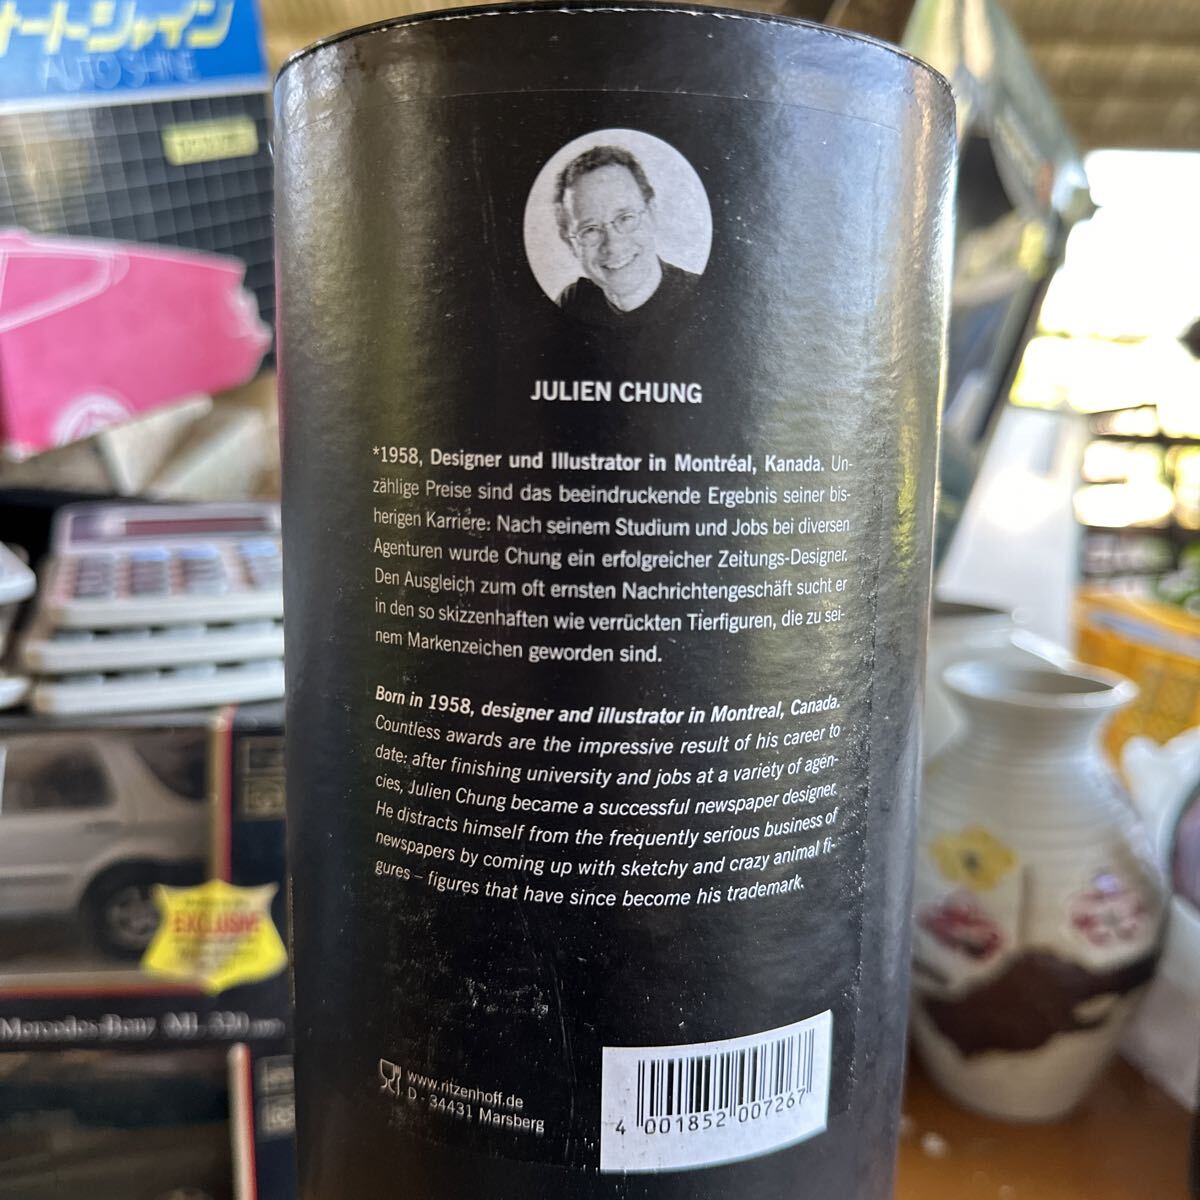 オートシャイン
AUTO SHINE
JULIEN CHUNG
*1958, Designer und Illustrator in Montréal, Kanada. Un-
zählige Preise sind das beeindruckende Ergebnis seiner bis-
herigen Karriere: Nach seinem Studium und Jobs bei diversen
Agenturen wurde Chung ein erfolgreicher Zeitungs-Designer.
Den Ausgleich zum oft ernsten Nachrichtengeschäft sucht er
in den so skizzenhaften wie verrückten Tierfiguren, die zu sei-
nem Markenzeichen geworden sind.
Born in 1958, designer and illustrator in Montreal, Canada.
Countless awards are the impressive result of his career to
date: after finishing university and jobs at a variety of agen-
cies, Julien Chung became a successful newspaper designer.
He distracts himself from the frequently serious business of
newspapers by coming up with sketchy and crazy animal fi-
gures – figures that have since become his trademark.
www.ritzenhoff.de
D - 34431 Marsberg
4 001852 007267
EXCLUSIVE
Mercedes-Benz ML 320